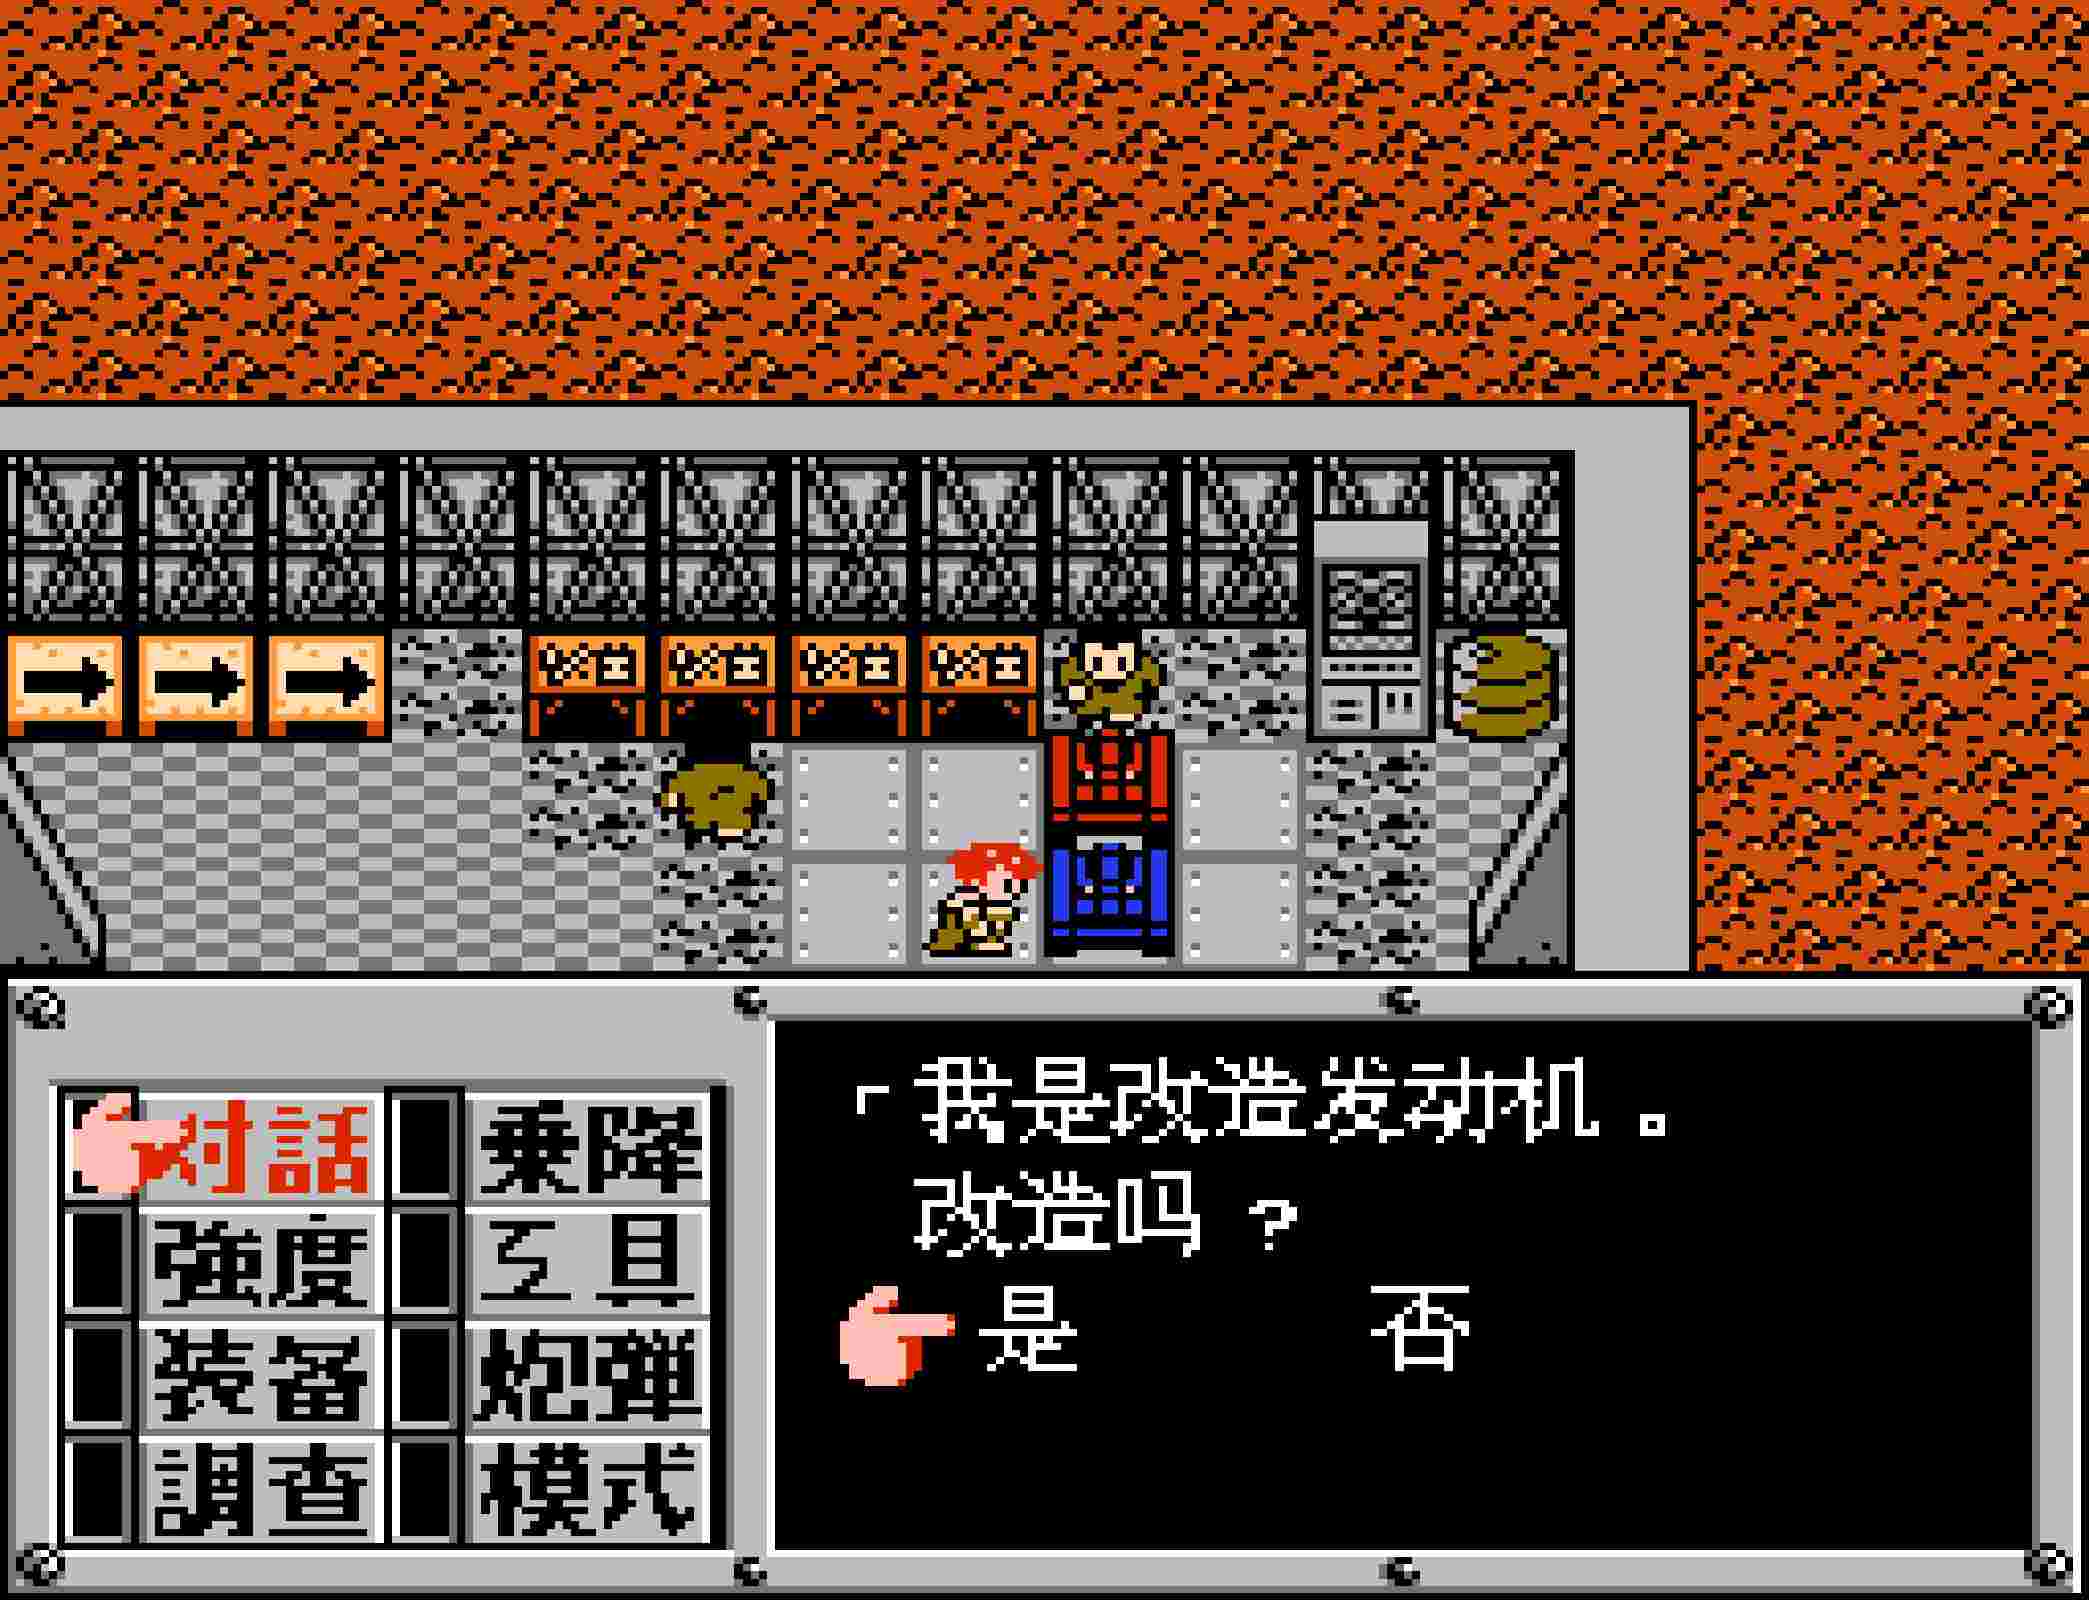 「我是改造发动机。
改造吗?
是 否
对話 乗降
強度 工具
装备 炮弹
調查 模式